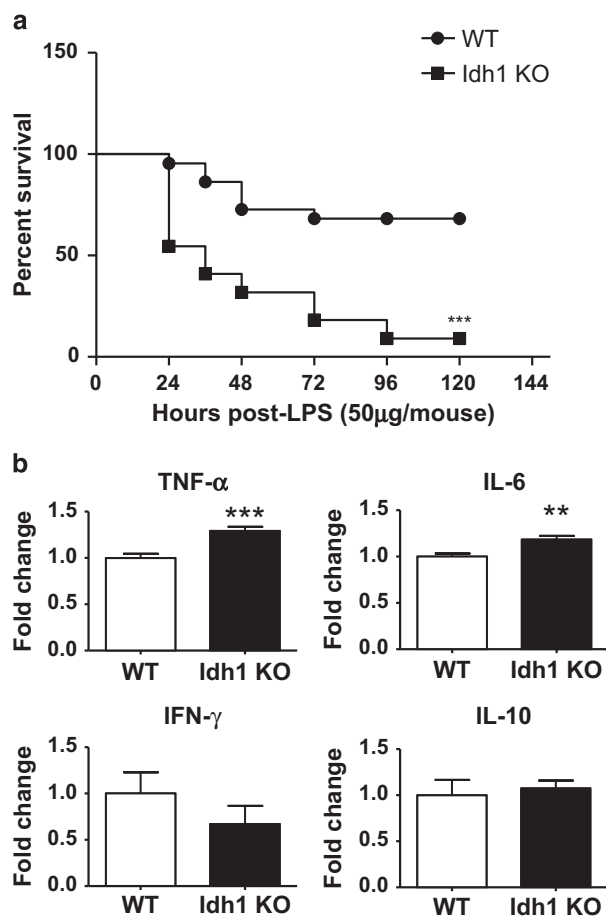 a
WT
Idh1 KO
150
100
50
0
Percent survival
***
0 24 48 72 96 120 144
Hours post-LPS (50μg/mouse)
b
TNF-α
Fold change
1.5
1.0
0.5
0.0
***
WT Idh1 KO
IL-6
Fold change
1.5
1.0
0.5
0.0
**
WT Idh1 KO
IFN-γ
Fold change
1.5
1.0
0.5
0.0
WT Idh1 KO
IL-10
Fold change
1.5
1.0
0.5
0.0
WT Idh1 KO